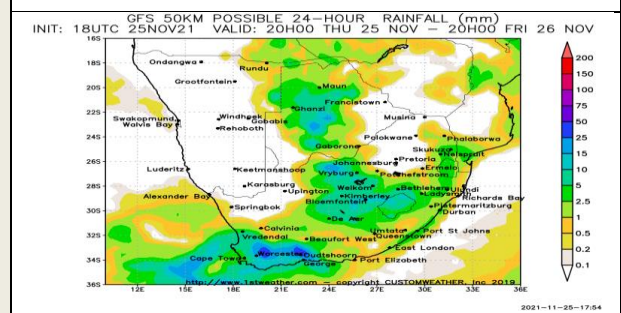 GFS 50KM POSSIBLE 24-HOUR RAINFALL (mm)
INIT: 18UTC 25NOV21 VALID: 20H00 THU 25 NOV – 20H00 FRI 26 NOV
16S
18S
20S
22S
24S
26S
28S
30S
32S
34S
36S
Ondangwa
Rundu
Grootfontein
Maun
Francistown
Ghanzi
Swakopmund
Walvis Bay
Windhoek
Gobabis
Rehoboth
Musina
Polokwane
Phalaborwa
Gaborone
Skukuza
Nelspruit
Johannesburg
Pretoria
Luderitz
Keetmanshoop
Vryburg
Potchefstroom
Ermelo
Karasburg
Upington
Welkom
Kimberley
Bethlehem
Ulundi
Ladysmith
Alexander Bay
Springbok
Bloemfontein
Richards Bay
Pietermaritzburg
Durban
De Aar
Calvinia
Vredendal
Beaufort West
Umtata
Queenstown
Port St Johns
East London
Cape Town
Worcester
Oudtshoorn
George
Port Elizabeth
http://www.1stweather.com – copyright CUSTOMWEATHER, Inc 2019
12E 15E 18E 21E 24E 27E 30E 33E 36E
200
150
100
75
50
25
15
10
5
2.5
1
0.5
0.2
0.1
2021-11-25-17:54